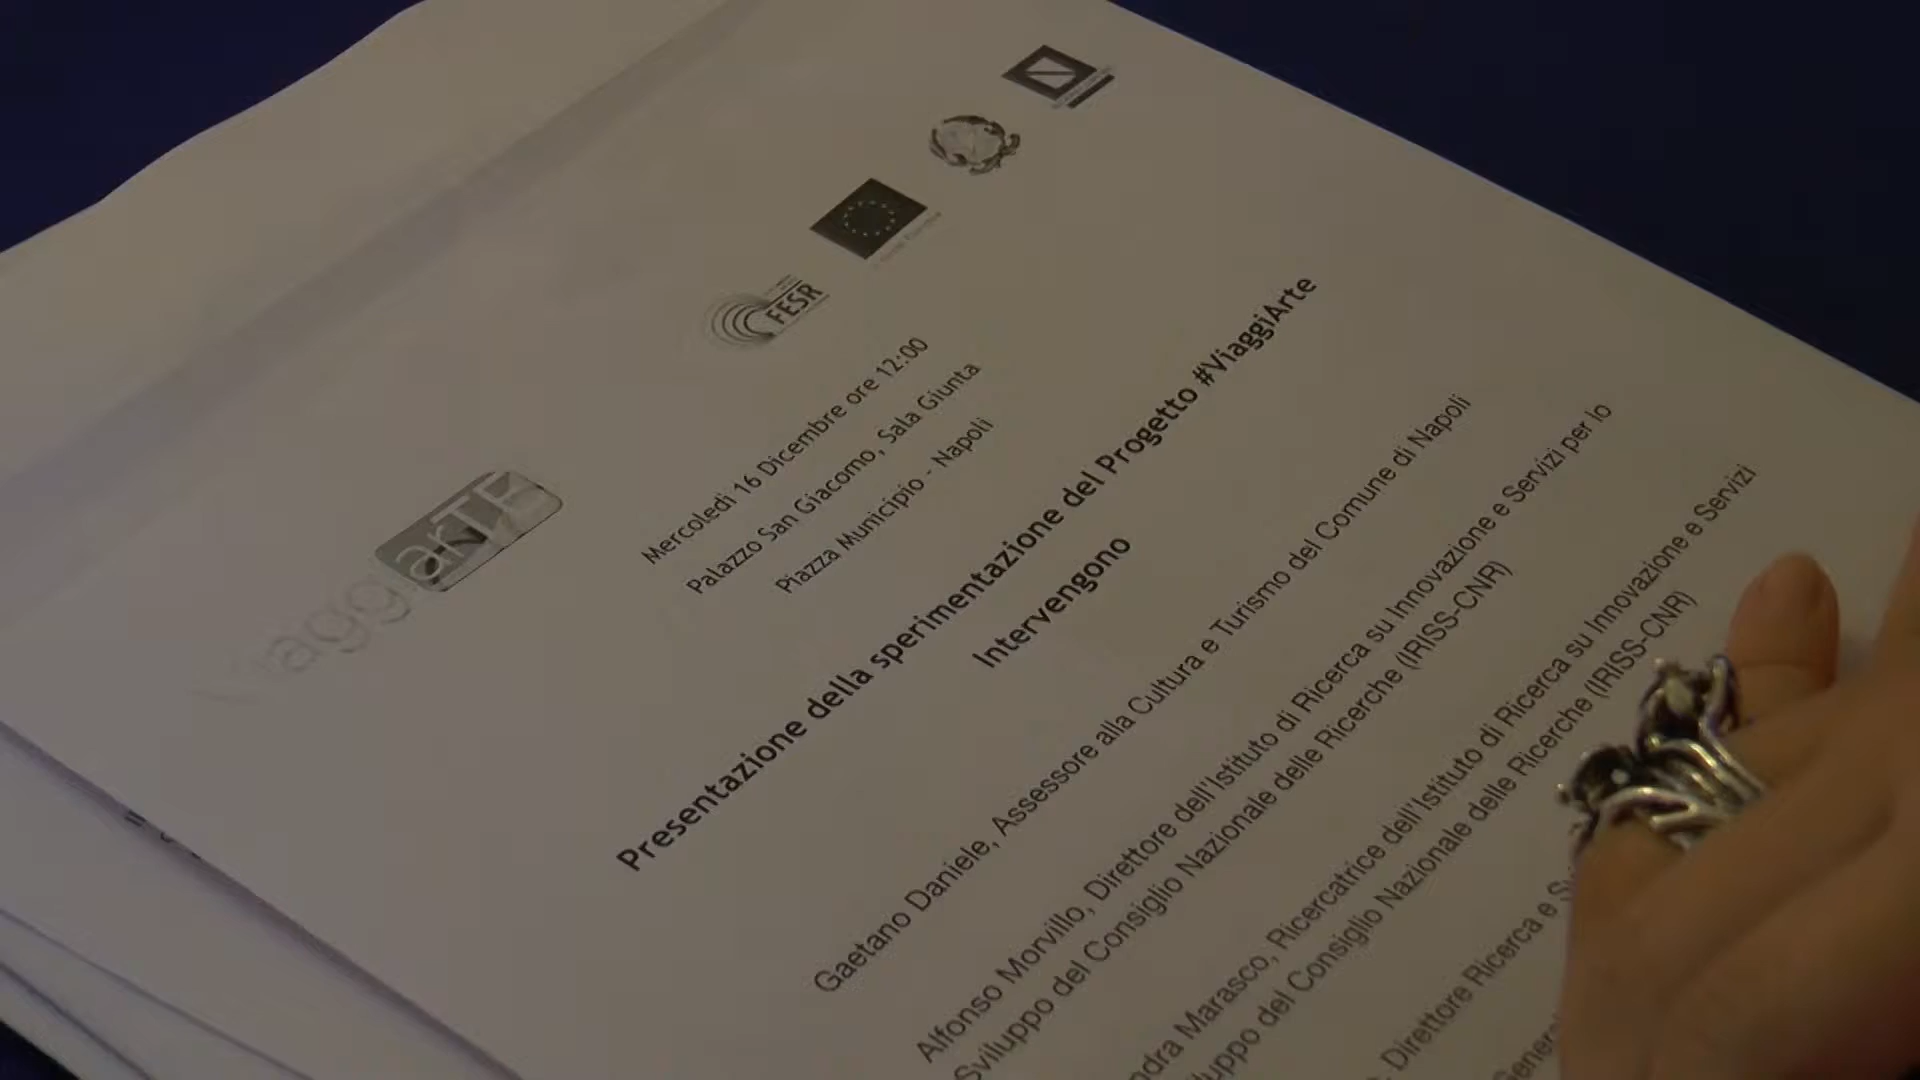 FESR
viaggiarTE
Mercoledì 16 Dicembre ore 12:00
Palazzo San Giacomo, Sala Giunta
Piazza Municipio - Napoli
Presentazione della sperimentazione del Progetto #ViaggiArte
Intervengono
Gaetano Daniele, Assessore alla Cultura e Turismo del Comune di Napoli
Alfonso Morvillo, Direttore dell'Istituto di Ricerca su Innovazione e Servizi per lo
Sviluppo del Consiglio Nazionale delle Ricerche (IRISS-CNR)
ndra Marasco, Ricercatrice dell'Istituto di Ricerca su Innovazione e Servizi
luppo del Consiglio Nazionale delle Ricerche (IRISS-CNR)
Direttore Ricerca e S
Gener